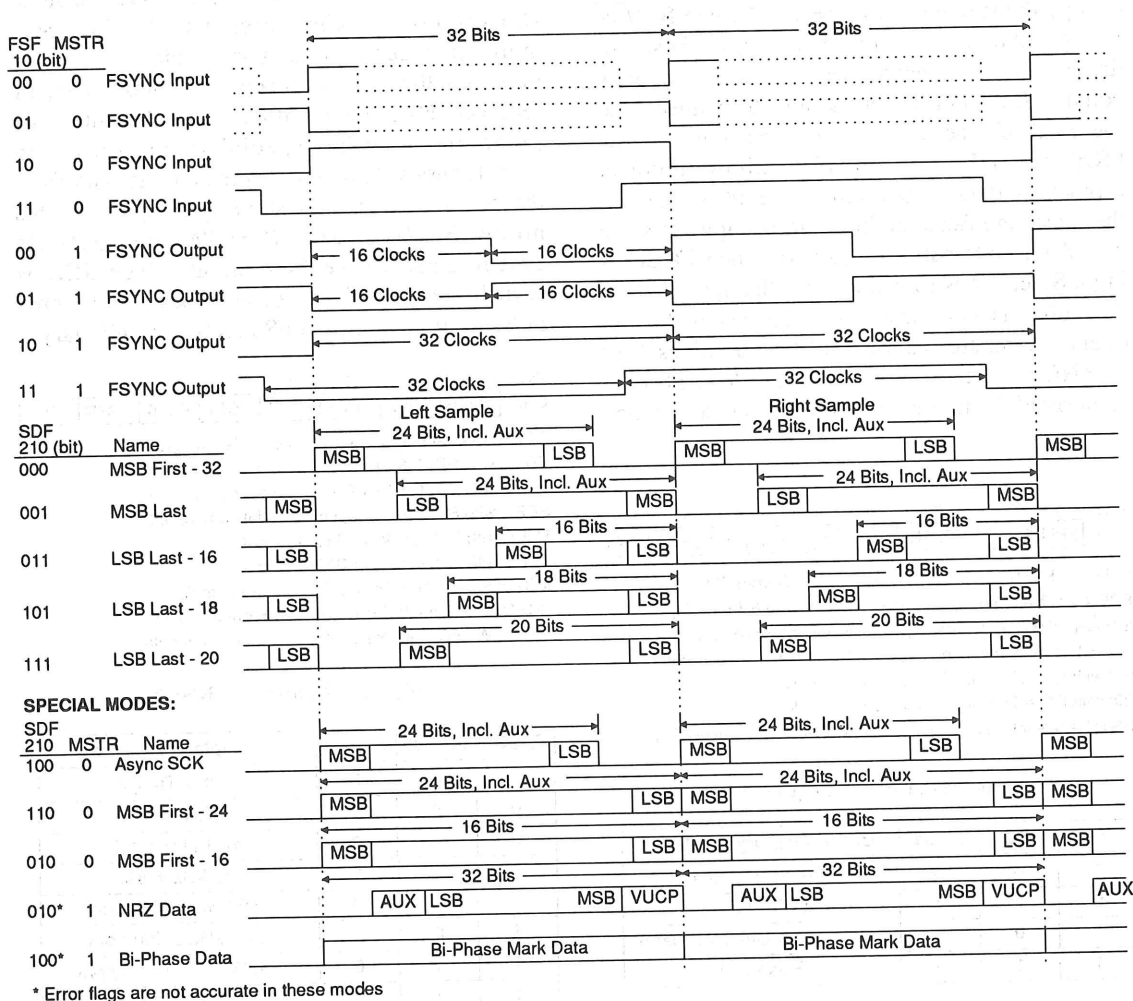 32 Bits 32 Bits
FSF MSTR
10 (bit)
00 0 FSYNC Input
01 0 FSYNC Input
10 0 FSYNC Input
11 0 FSYNC Input
00 1 FSYNC Output 16 Clocks 16 Clocks
01 1 FSYNC Output 16 Clocks 16 Clocks
10 1 FSYNC Output 32 Clocks 32 Clocks
11 1 FSYNC Output 32 Clocks 32 Clocks
Left Sample Right Sample
SDF
210 (bit) Name 24 Bits, Incl. Aux 24 Bits, Incl. Aux
000 MSB First - 32 MSB LSB MSB LSB MSB
24 Bits, Incl. Aux 24 Bits, Incl. Aux
001 MSB Last MSB LSB MSB LSB MSB
16 Bits 16 Bits
011 LSB Last - 16 LSB MSB LSB MSB LSB
18 Bits 18 Bits
101 LSB Last - 18 LSB MSB LSB MSB LSB
20 Bits 20 Bits
111 LSB Last - 20 LSB MSB LSB MSB LSB
SPECIAL MODES:
SDF
210 MSTR Name 24 Bits, Incl. Aux 24 Bits, Incl. Aux
100 0 Async SCK MSB LSB MSB LSB MSB
24 Bits, Incl. Aux 24 Bits, Incl. Aux
110 0 MSB First - 24 MSB LSB MSB LSB MSB
16 Bits 16 Bits
010 0 MSB First - 16 MSB LSB MSB LSB MSB
32 Bits 32 Bits
010* 1 NRZ Data AUX LSB MSB VUCP AUX LSB MSB VUCP AUX
100* 1 Bi-Phase Data Bi-Phase Mark Data Bi-Phase Mark Data
* Error flags are not accurate in these modes